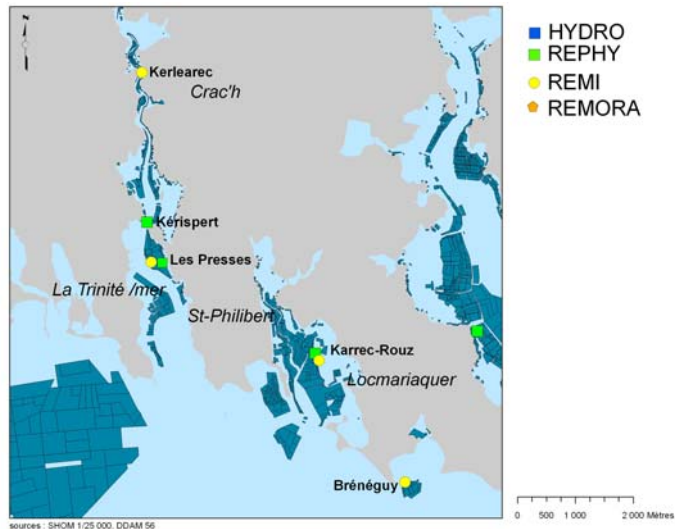 N
Kerlearec
Crac'h
Kérispert
Les Presses
La Trinité /mer
St-Philibert
Karrec-Rouz
Locmariaquer
Brénéguy
sources : SHOM 1/25 000, DDAM 56
HYDRO
REPHY
REMI
REMORA
0 500 1 000 2 000 Mètres